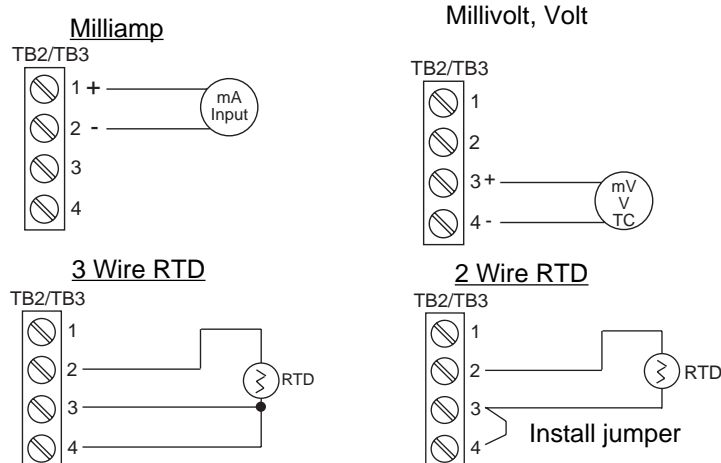 Milliamp
TB2/TB3
1 +
2 -
3
4
mA
Input
Millivolt, Volt
TB2/TB3
1
2
3 +
4 -
mV
V
TC
3 Wire RTD
TB2/TB3
1
2
3
4
RTD
2 Wire RTD
TB2/TB3
1
2
3
4
RTD
Install jumper